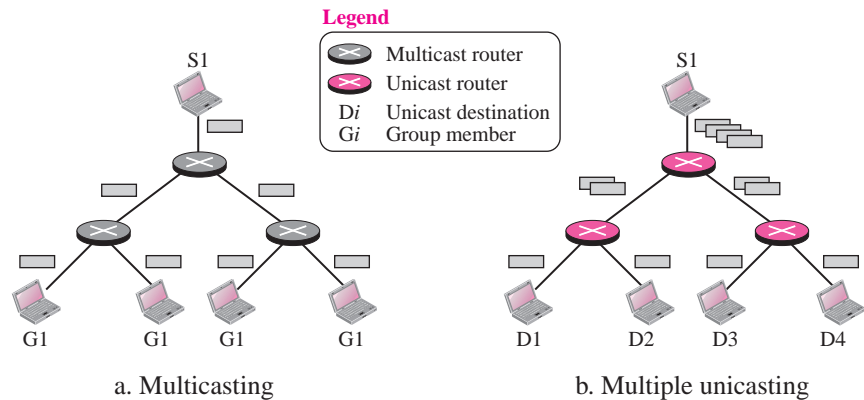 Legend
Multicast router
Unicast router
Di Unicast destination
Gi Group member
S1
G1 G1 G1 G1
a. Multicasting
S1
D1 D2 D3 D4
b. Multiple unicasting